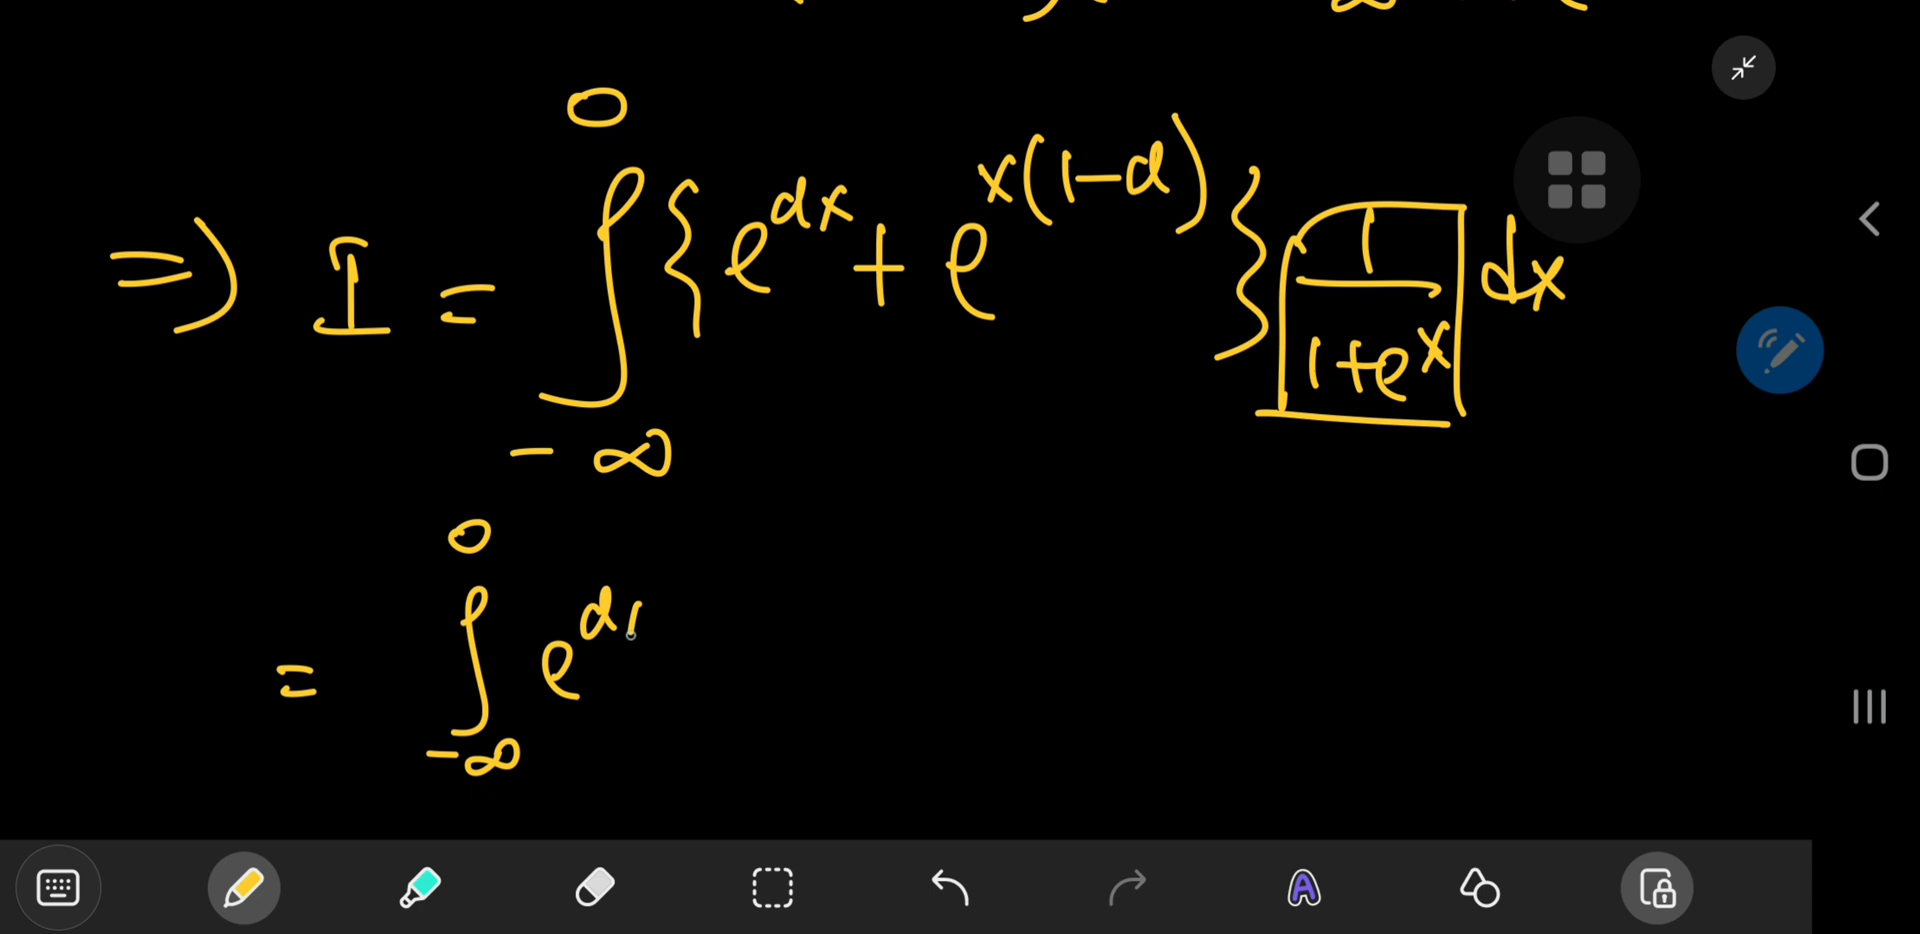 ⇒ I = ∫_{-∞}^{0} { e^{αx} + e^{x(1-α)} } 1/(1+e^x) dx
= ∫_{-∞}^{0} e^{α
A